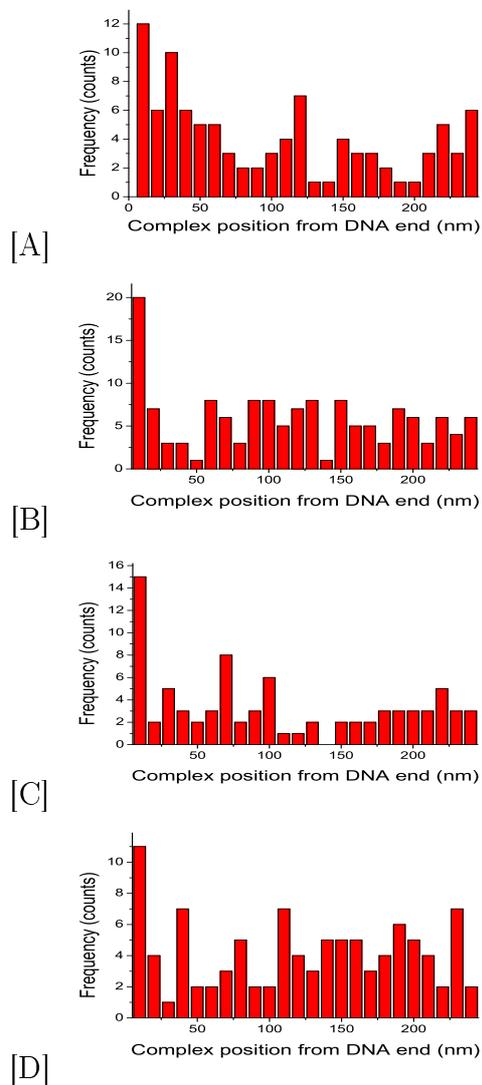 12
10
8
6
4
2
0
Frequency (counts)
0 50 100 150 200
Complex position from DNA end (nm)
[A]
20
15
10
5
0
Frequency (counts)
50 100 150 200
Complex position from DNA end (nm)
[B]
16
14
12
10
8
6
4
2
0
Frequency (counts)
50 100 150 200
Complex position from DNA end (nm)
[C]
10
8
6
4
2
0
Frequency (counts)
50 100 150 200
Complex position from DNA end (nm)
[D]